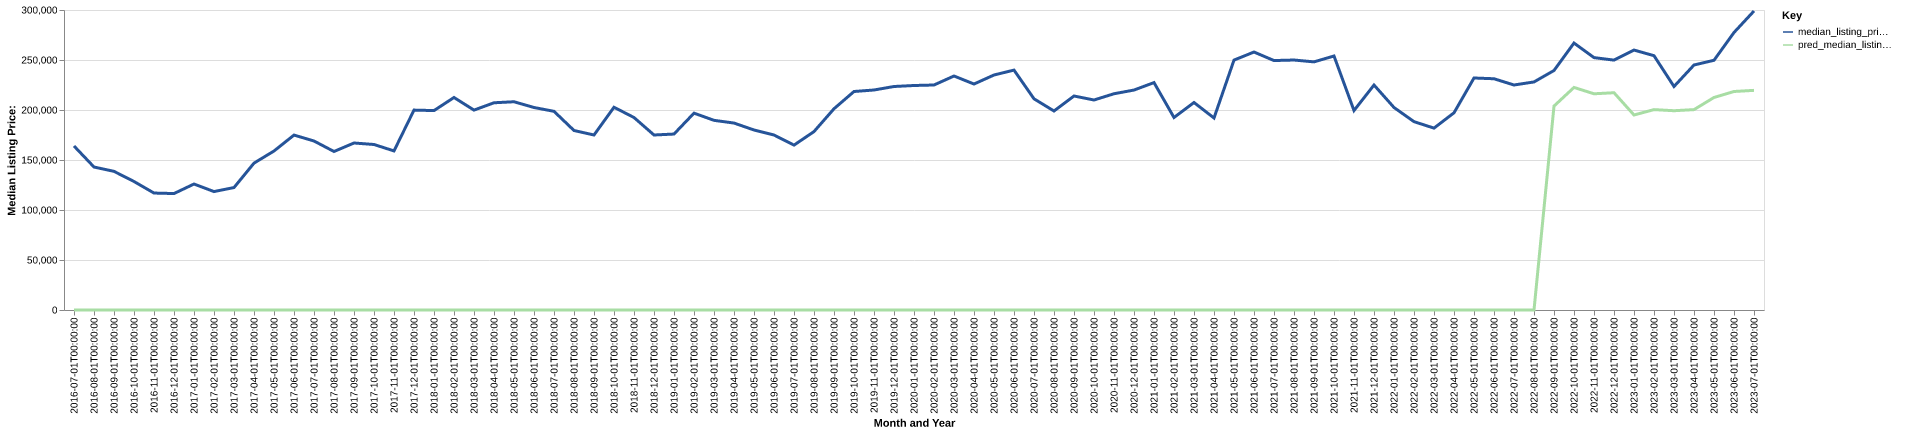 300,000
250,000
200,000
150,000
100,000
50,000
0
Median Listing Price:
2016-07-01T00:00:00
2016-08-01T00:00:00
2016-09-01T00:00:00
2016-10-01T00:00:00
2016-11-01T00:00:00
2016-12-01T00:00:00
2017-01-01T00:00:00
2017-02-01T00:00:00
2017-03-01T00:00:00
2017-04-01T00:00:00
2017-05-01T00:00:00
2017-06-01T00:00:00
2017-07-01T00:00:00
2017-08-01T00:00:00
2017-09-01T00:00:00
2017-10-01T00:00:00
2017-11-01T00:00:00
2017-12-01T00:00:00
2018-01-01T00:00:00
2018-02-01T00:00:00
2018-03-01T00:00:00
2018-04-01T00:00:00
2018-05-01T00:00:00
2018-06-01T00:00:00
2018-07-01T00:00:00
2018-08-01T00:00:00
2018-09-01T00:00:00
2018-10-01T00:00:00
2018-11-01T00:00:00
2018-12-01T00:00:00
2019-01-01T00:00:00
2019-02-01T00:00:00
2019-03-01T00:00:00
2019-04-01T00:00:00
2019-05-01T00:00:00
2019-06-01T00:00:00
2019-07-01T00:00:00
2019-08-01T00:00:00
2019-09-01T00:00:00
2019-10-01T00:00:00
2019-11-01T00:00:00
2019-12-01T00:00:00
2020-01-01T00:00:00
2020-02-01T00:00:00
2020-03-01T00:00:00
2020-04-01T00:00:00
2020-05-01T00:00:00
2020-06-01T00:00:00
2020-07-01T00:00:00
2020-08-01T00:00:00
2020-09-01T00:00:00
2020-10-01T00:00:00
2020-11-01T00:00:00
2020-12-01T00:00:00
2021-01-01T00:00:00
2021-02-01T00:00:00
2021-03-01T00:00:00
2021-04-01T00:00:00
2021-05-01T00:00:00
2021-06-01T00:00:00
2021-07-01T00:00:00
2021-08-01T00:00:00
2021-09-01T00:00:00
2021-10-01T00:00:00
2021-11-01T00:00:00
2021-12-01T00:00:00
2022-01-01T00:00:00
2022-02-01T00:00:00
2022-03-01T00:00:00
2022-04-01T00:00:00
2022-05-01T00:00:00
2022-06-01T00:00:00
2022-07-01T00:00:00
2022-08-01T00:00:00
2022-09-01T00:00:00
2022-10-01T00:00:00
2022-11-01T00:00:00
2022-12-01T00:00:00
2023-01-01T00:00:00
2023-02-01T00:00:00
2023-03-01T00:00:00
2023-04-01T00:00:00
2023-05-01T00:00:00
2023-06-01T00:00:00
2023-07-01T00:00:00
Month and Year
Key
median_listing_pri…
pred_median_listin…